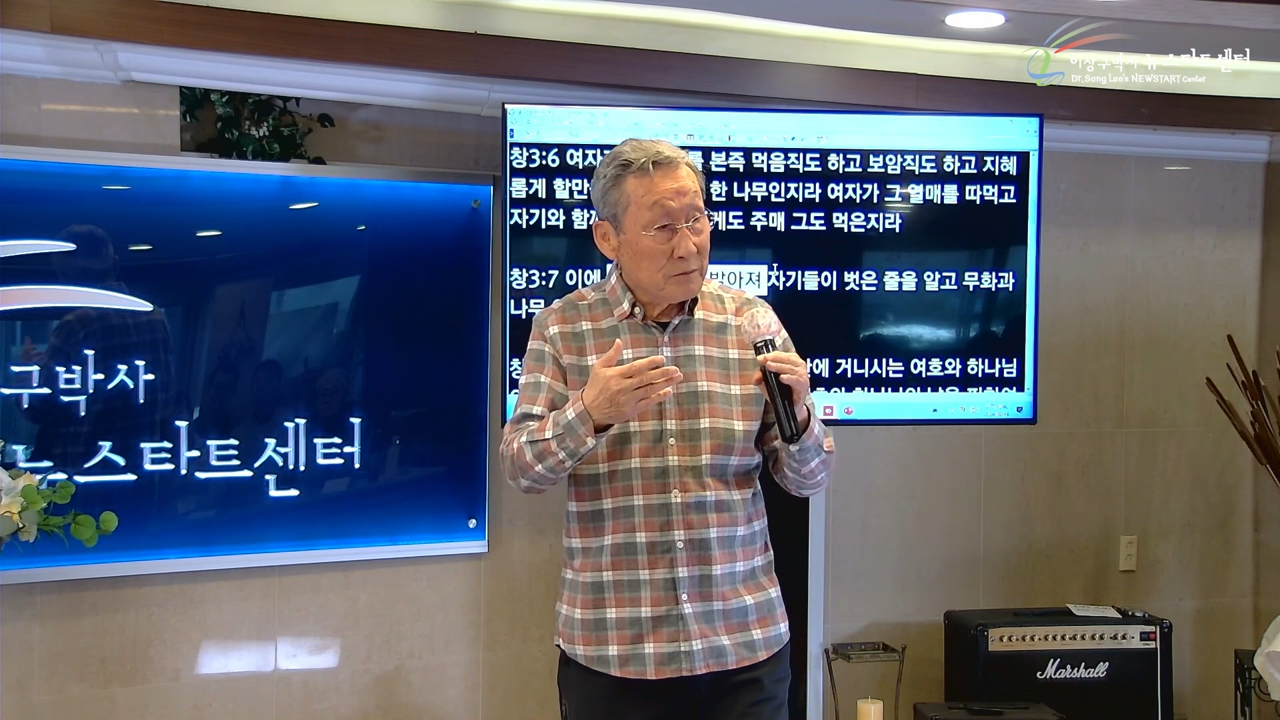 이상구박사 뉴스타트센터
Dr. Sang Lee's NEWSTART Center
창3:6 여자 본즉 먹음직도 하고 보암직도 하고 지혜
롭게 할만 한 나무인지라 여자가 그 열매를 따먹고
자기와 함 게도 주매 그도 먹은지라
창3:7 이에 밝아져 자기들이 벗은 줄을 알고 무화과
나무
거니시는 여호와 하나님
구박사
뉴스타트센터
Marshall